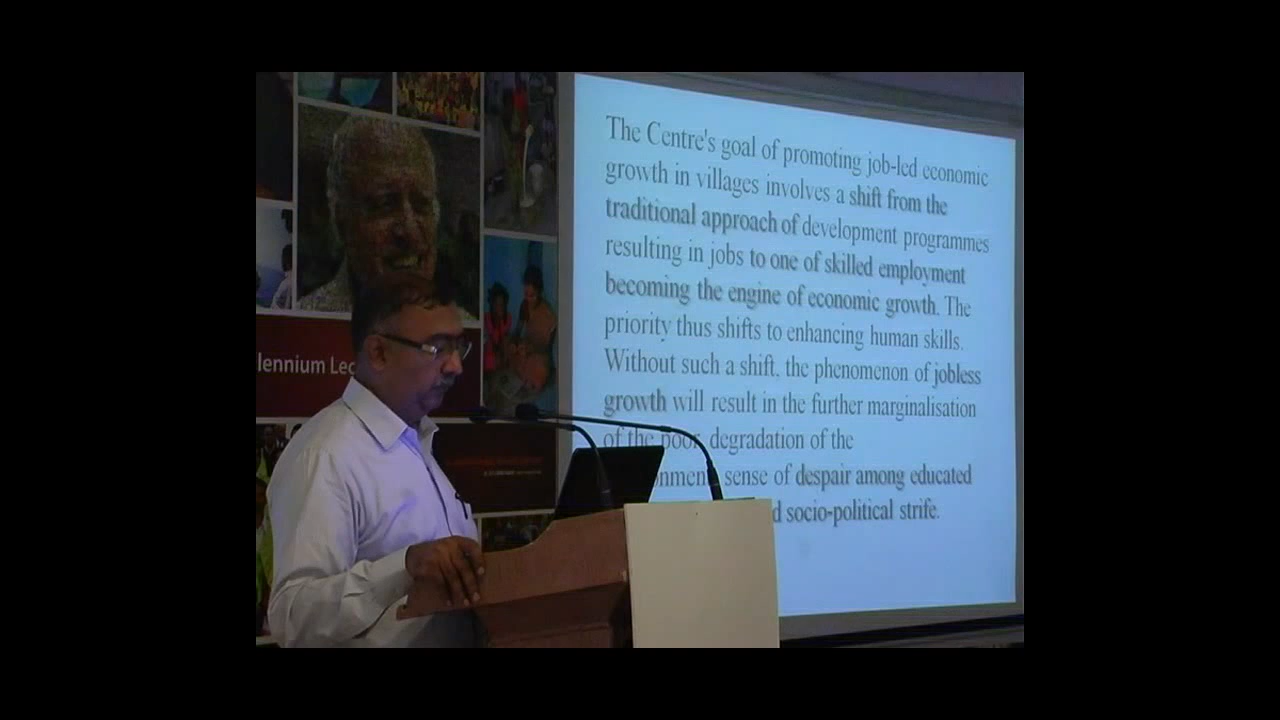 The Centre's goal of promoting job-led economic
growth in villages involves a shift from the
traditional approach of development programmes
resulting in jobs to one of skilled employment
becoming the engine of economic growth. The
priority thus shifts to enhancing human skills.
Without such a shift, the phenomenon of jobless
growth will result in the further marginalisation
of the poor, degradation of the
sense of despair among educated
socio-political strife.
lennium Lec